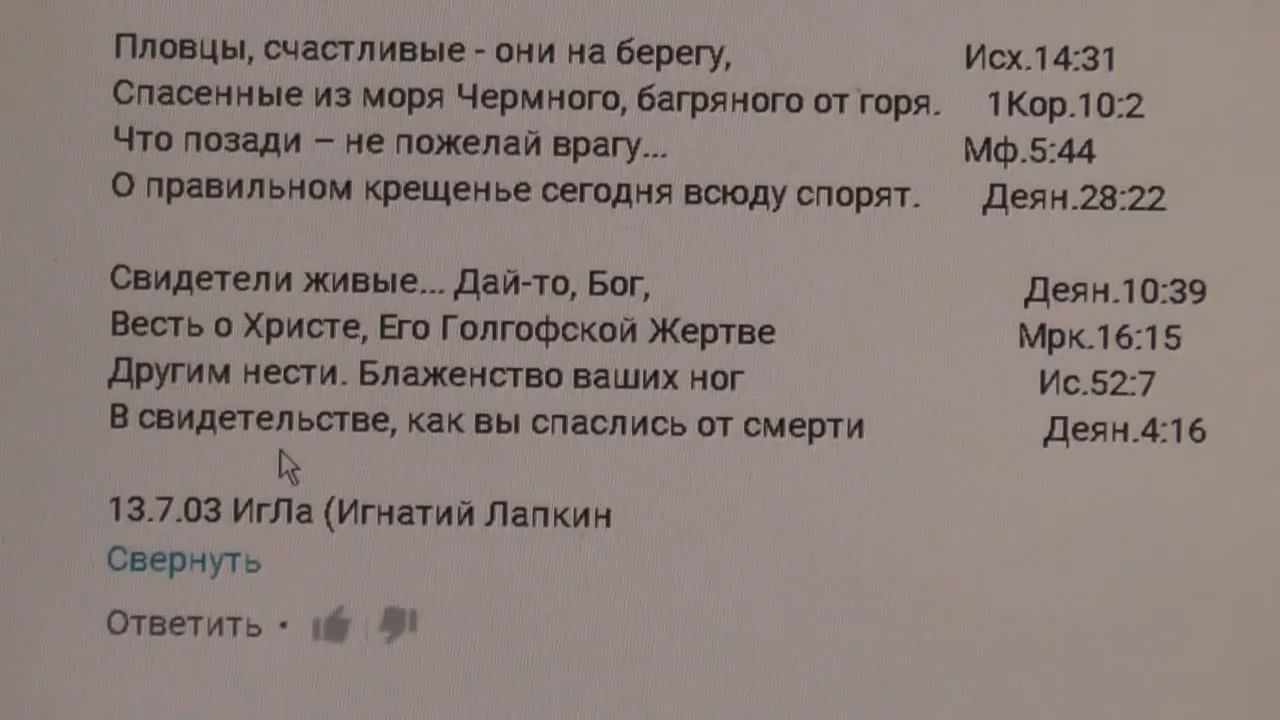 Пловцы, счастливые - они на берегу, Исх.14:31
Спасенные из моря Чермного, багряного от горя. 1Кор.10:2
Что позади – не пожелай врагу... Мф.5:44
О правильном крещенье сегодня всюду спорят. Деян.28:22
Свидетели живые... Дай-то, Бог, Деян.10:39
Весть о Христе, Его Голгофской Жертве Мрк.16:15
Другим нести. Блаженство ваших ног Ис.52:7
В свидетельстве, как вы спаслись от смерти Деян.4:16
13.7.03 ИгЛа (Игнатий Лапкин
Свернуть
Ответить •